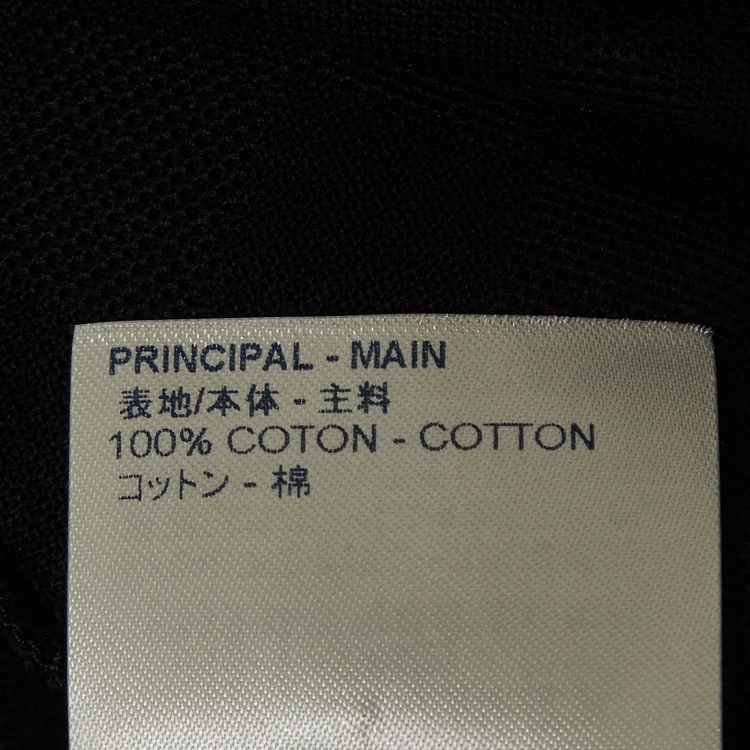 PRINCIPAL - MAIN
表地/本体 - 主料
100% COTON - COTTON
コットン - 棉